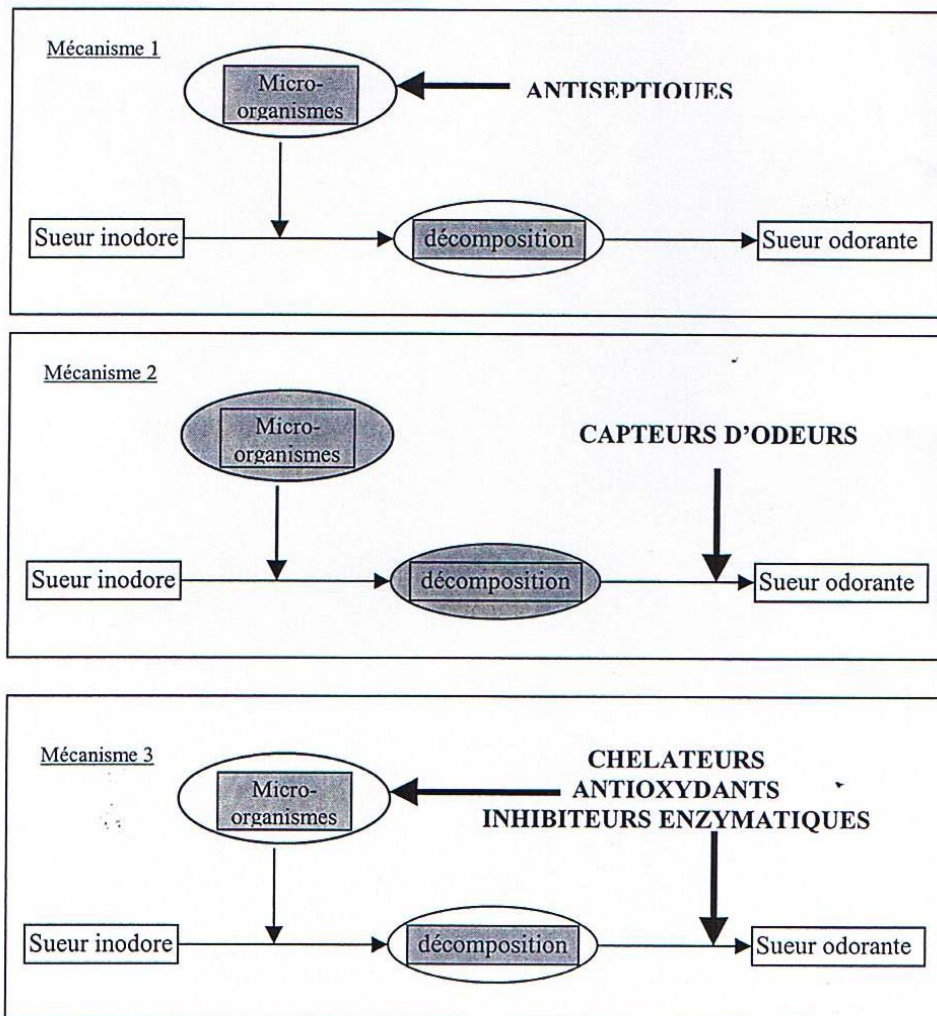 Mécanisme 1
Micro-
organismes
ANTISEPTIQUES
Sueur inodore
décomposition
Sueur odorante
Mécanisme 2
Micro-
organismes
CAPTEURS D'ODEURS
Sueur inodore
décomposition
Sueur odorante
Mécanisme 3
Micro-
organismes
CHELATEURS
ANTIOXYDANTS
INHIBITEURS ENZYMATIQUES
Sueur inodore
décomposition
Sueur odorante